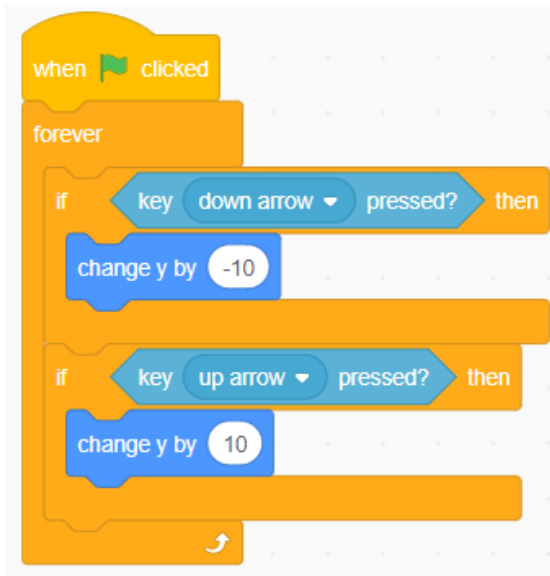 when clicked
forever
if key down arrow pressed? then
change y by -10
if key up arrow pressed? then
change y by 10